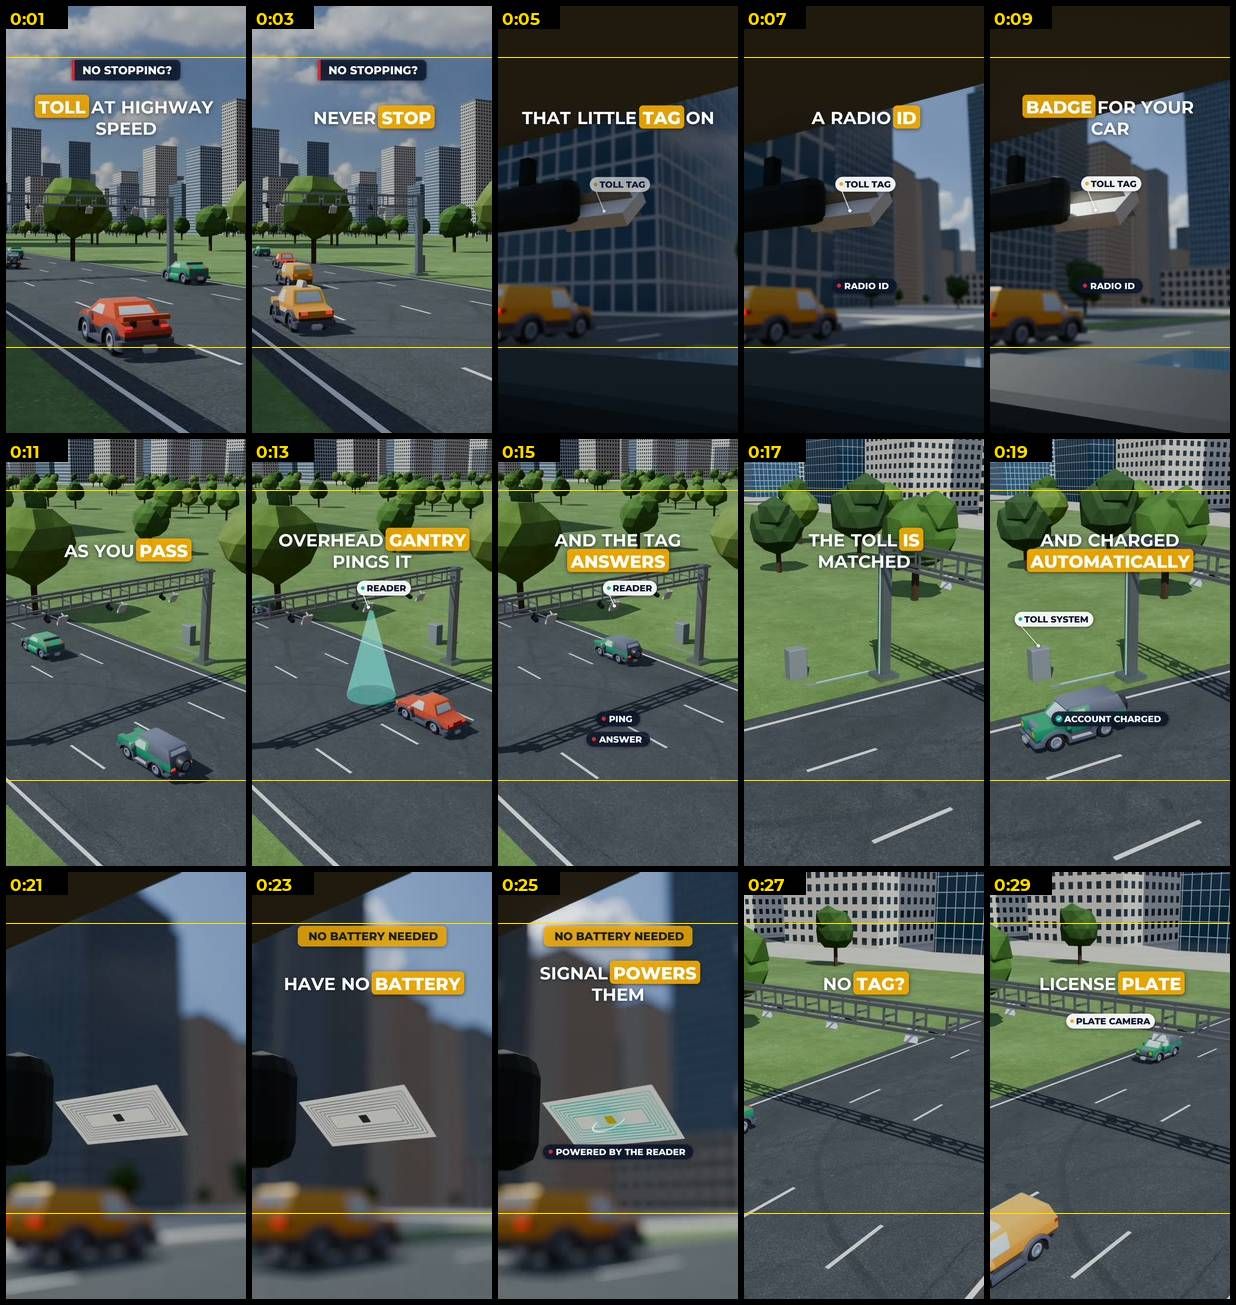 0:01
NO STOPPING?
TOLL AT HIGHWAY
SPEED
0:03
NO STOPPING?
NEVER STOP
0:05
THAT LITTLE TAG ON
TOLL TAG
0:07
A RADIO ID
TOLL TAG
RADIO ID
0:09
BADGE FOR YOUR
CAR
TOLL TAG
RADIO ID
0:11
AS YOU PASS
0:13
OVERHEAD GANTRY
PINGS IT
READER
0:15
AND THE TAG
ANSWERS
READER
PING
ANSWER
0:17
THE TOLL IS
MATCHED
0:19
AND CHARGED
AUTOMATICALLY
TOLL SYSTEM
ACCOUNT CHARGED
0:21
0:23
NO BATTERY NEEDED
HAVE NO BATTERY
0:25
NO BATTERY NEEDED
SIGNAL POWERS
THEM
POWERED BY THE READER
0:27
NO TAG?
0:29
LICENSE PLATE
PLATE CAMERA